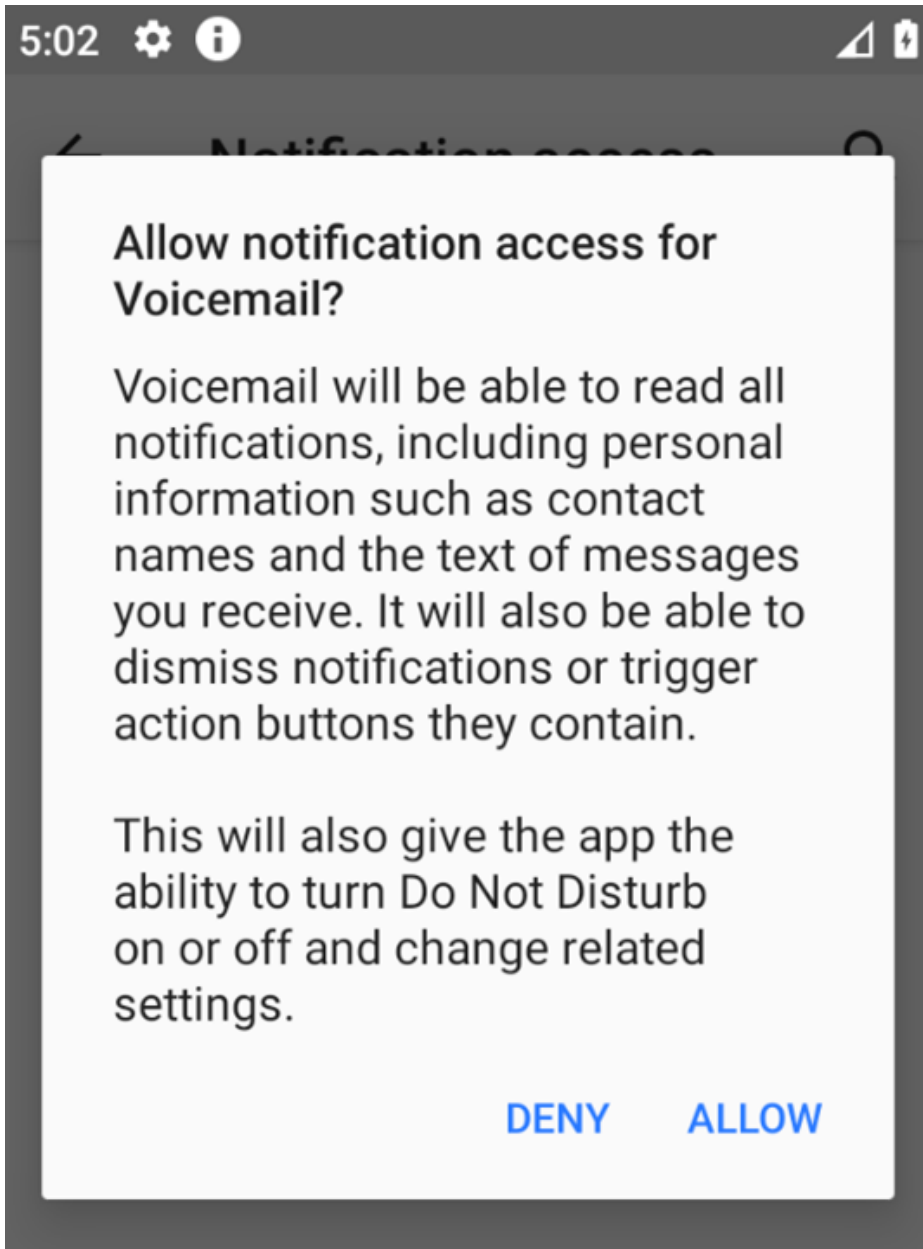 5:02
Notification access
Allow notification access for
Voicemail?
Voicemail will be able to read all
notifications, including personal
information such as contact
names and the text of messages
you receive. It will also be able to
dismiss notifications or trigger
action buttons they contain.
This will also give the app the
ability to turn Do Not Disturb
on or off and change related
settings.
DENY ALLOW